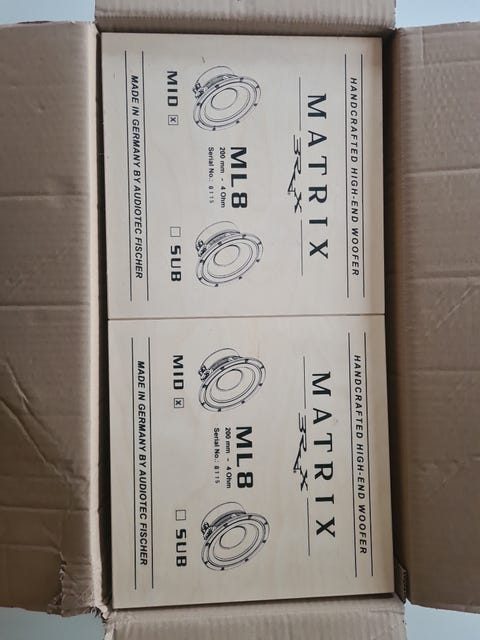 HANDCRAFTED HIGH-END WOOFER
MATRIX
BRAX
ML8
200 mm - 4 Ohm
Serial No.: 0115
MID x
SUB
MADE IN GERMANY BY AUDIOTEC FISCHER
HANDCRAFTED HIGH-END WOOFER
MATRIX
BRAX
ML8
200 mm - 4 Ohm
Serial No.: 0115
MID x
SUB
MADE IN GERMANY BY AUDIOTEC FISCHER